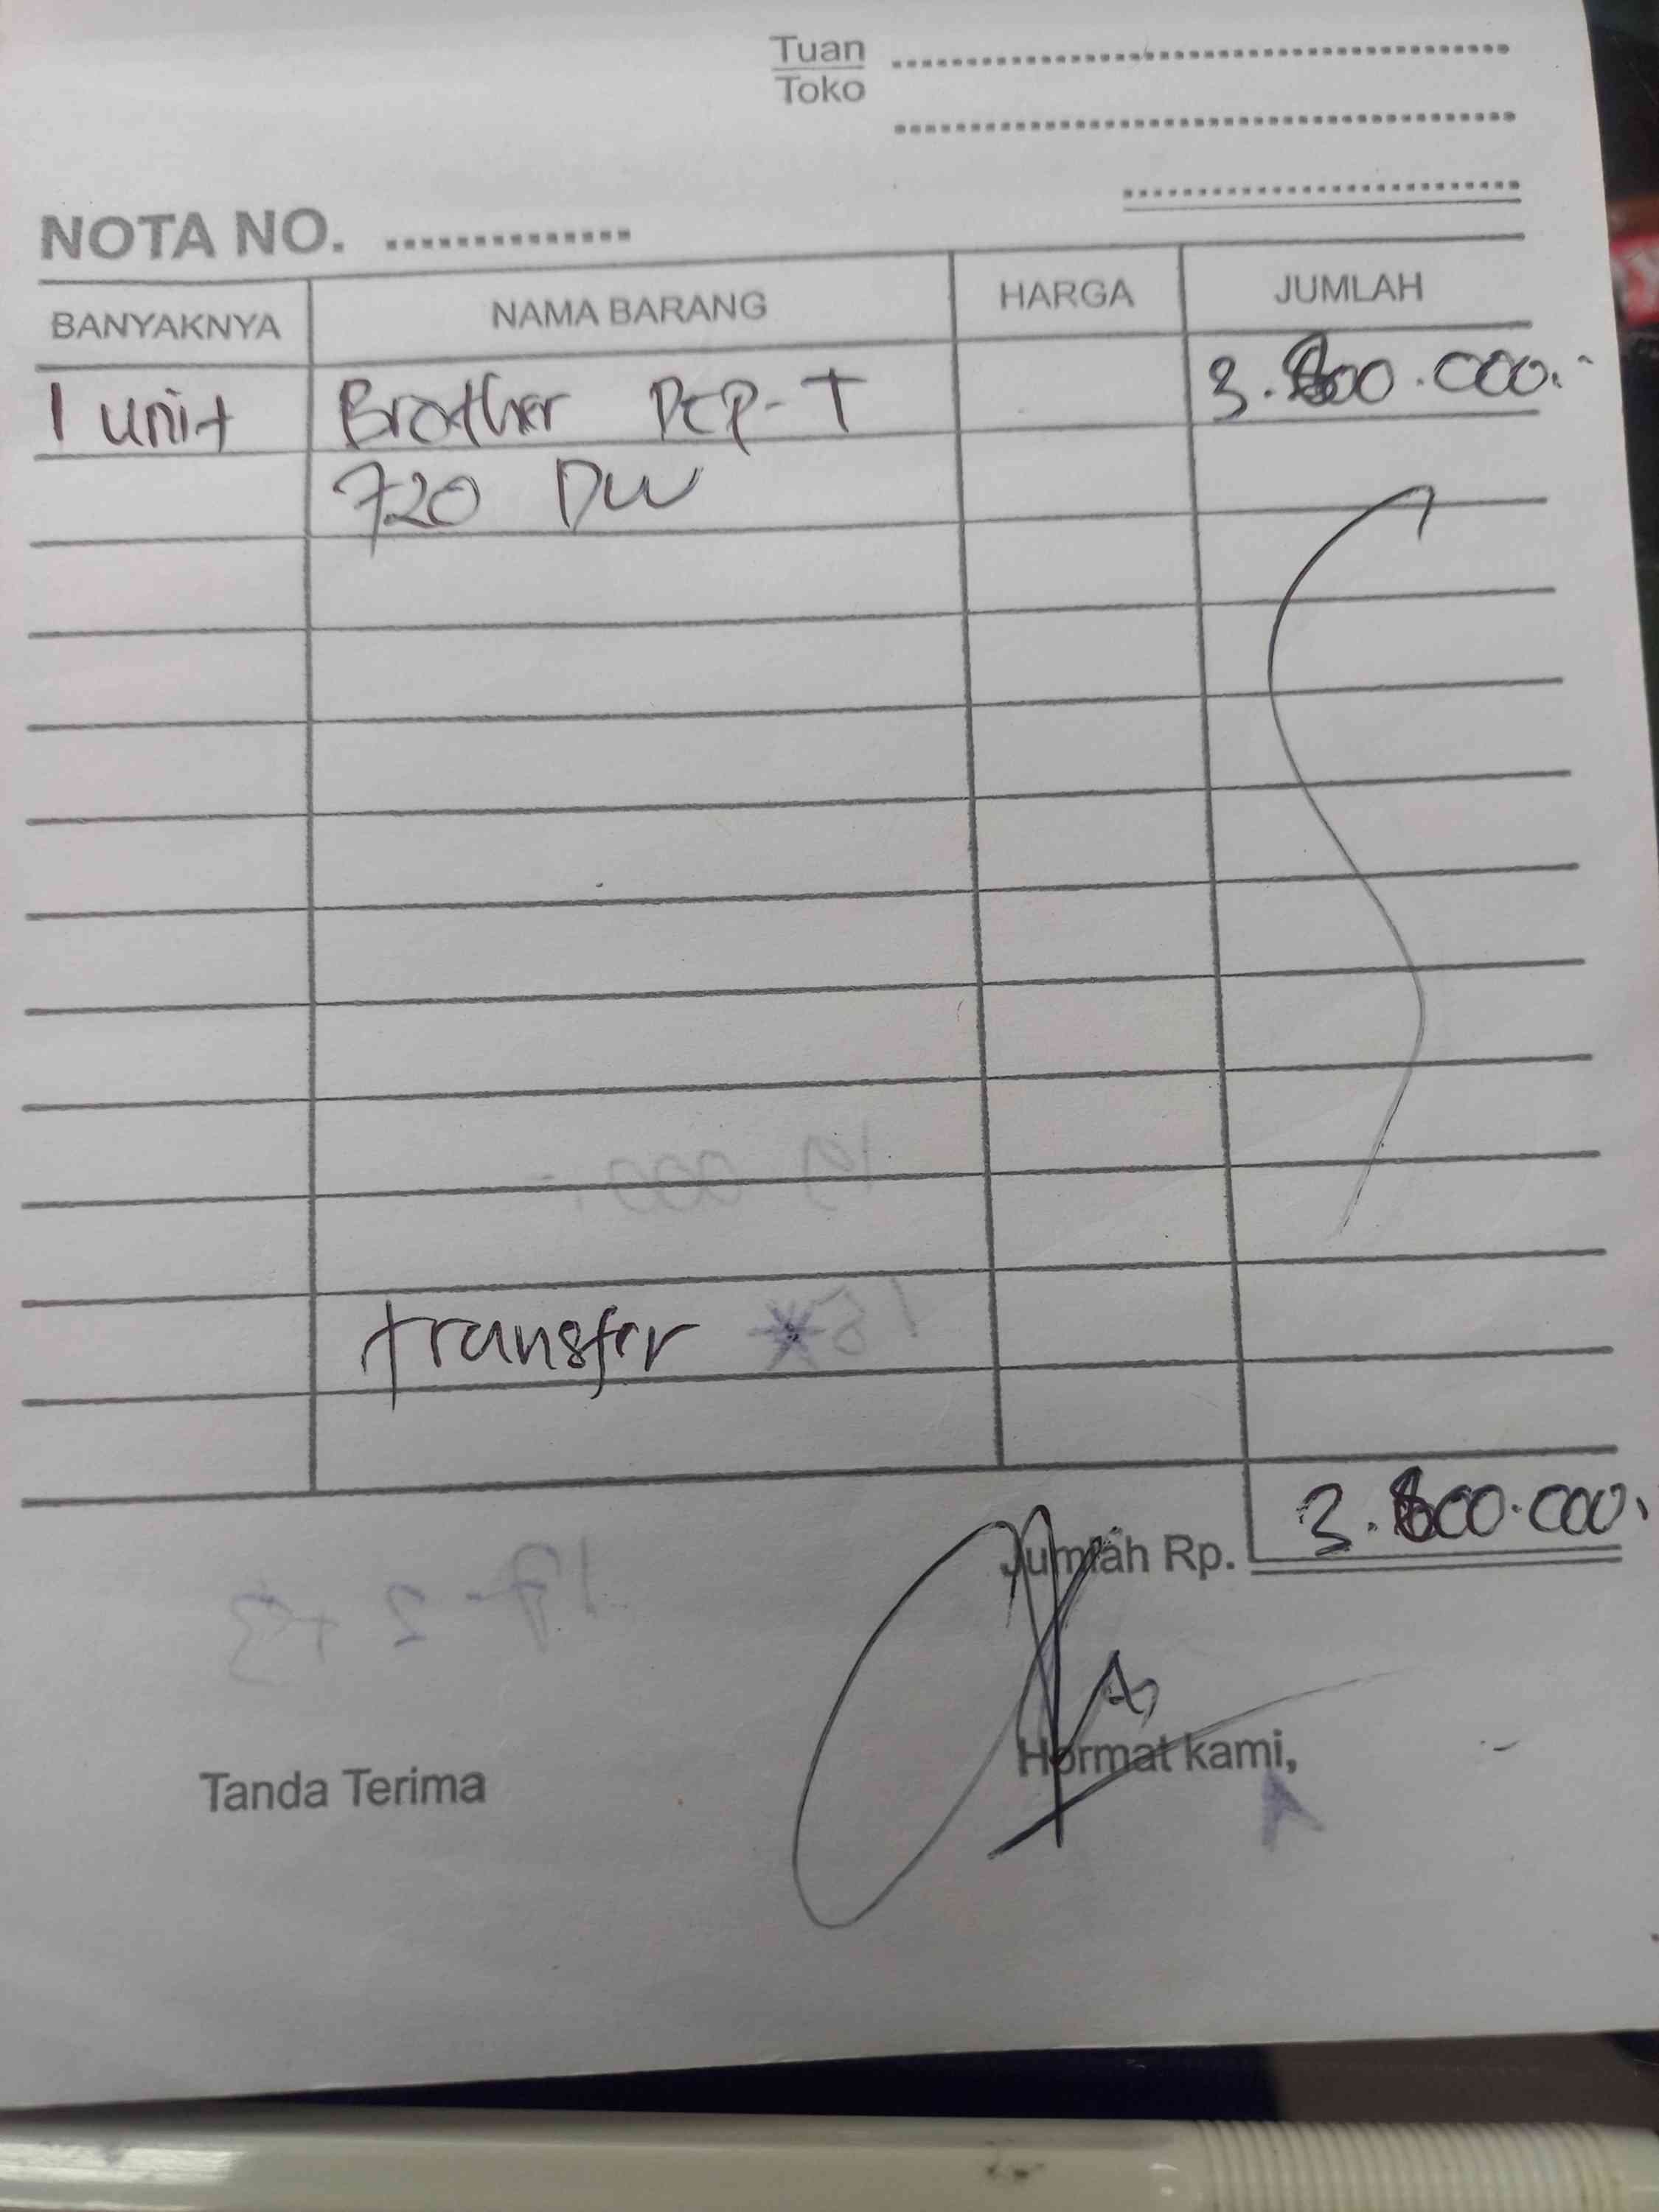 Tuan
Toko
NOTA NO.
BANYAKNYA NAMA BARANG HARGA JUMLAH
1 unit Brother DCP-T
720 DW
transfer
Jumlah Rp.
Tanda Terima Hormat kami,